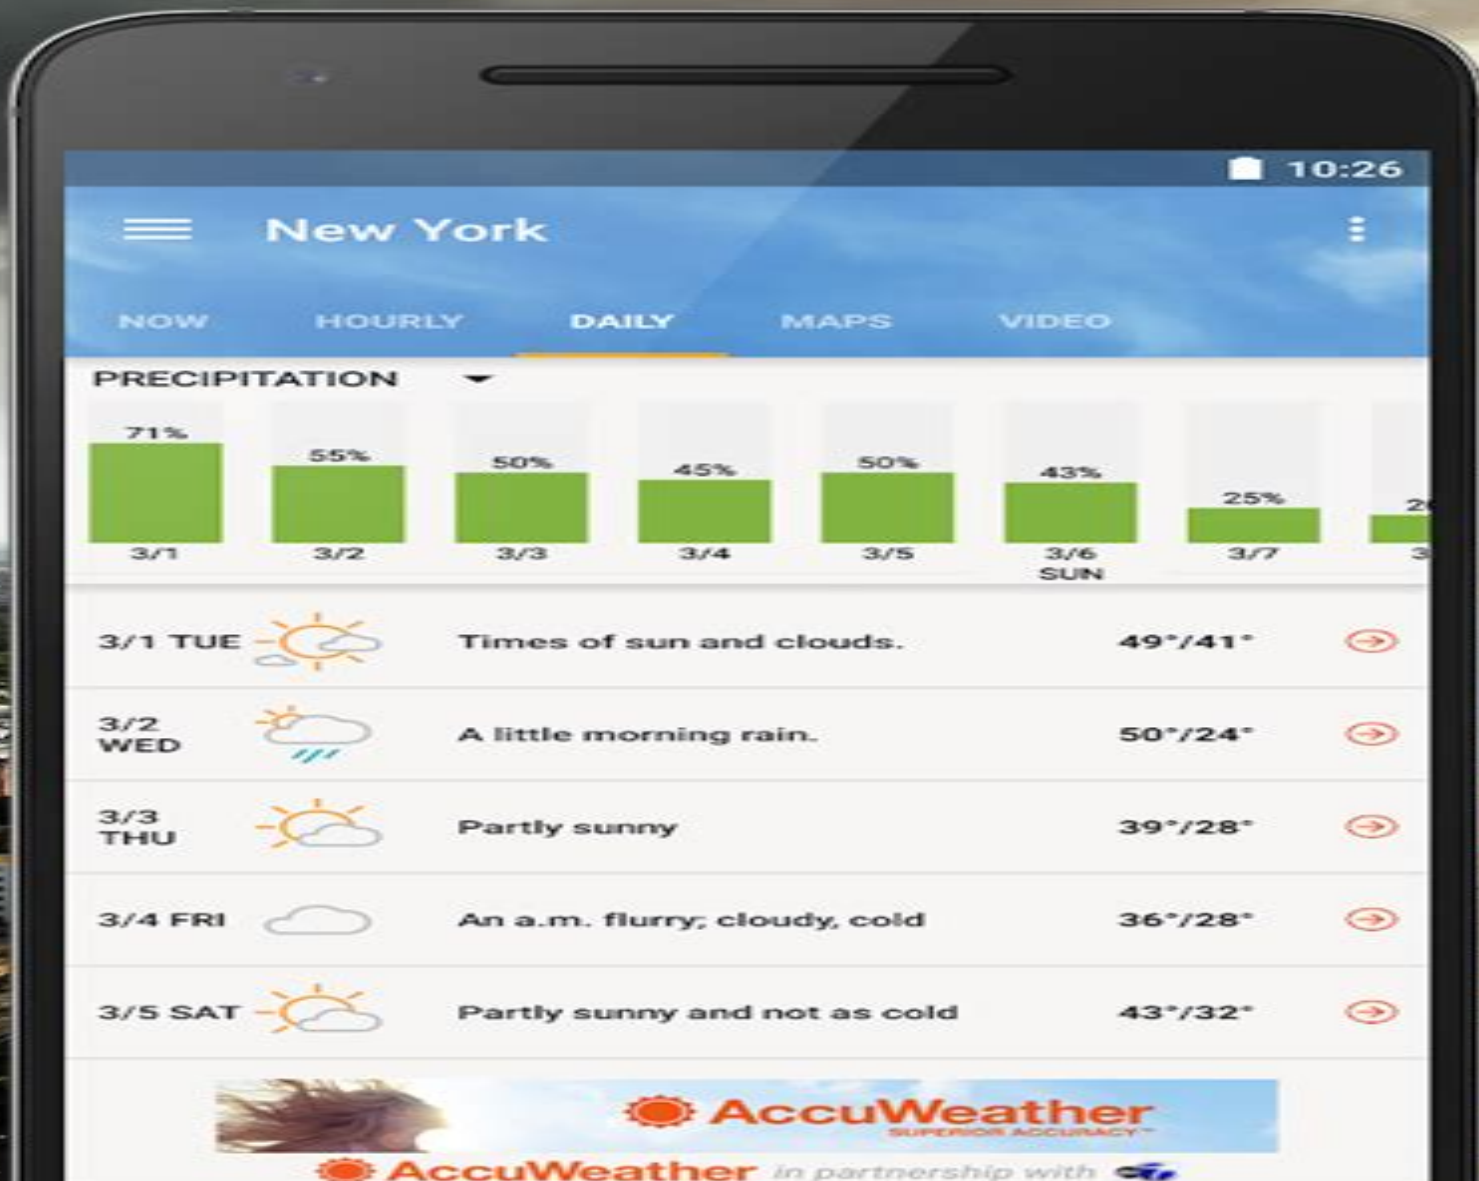 10:26
New York
NOW HOURLY DAILY MAPS VIDEO
PRECIPITATION
71% 55% 50% 45% 50% 43% 25%
3/1 3/2 3/3 3/4 3/5 3/6 3/7
SUN
3/1 TUE Times of sun and clouds. 49°/41°
3/2
WED A little morning rain. 50°/24°
3/3
THU Partly sunny 39°/28°
3/4 FRI An a.m. flurry; cloudy, cold 36°/28°
3/5 SAT Partly sunny and not as cold 43°/32°
AccuWeather
SUPERIOR ACCURACY™
AccuWeather in partnership with